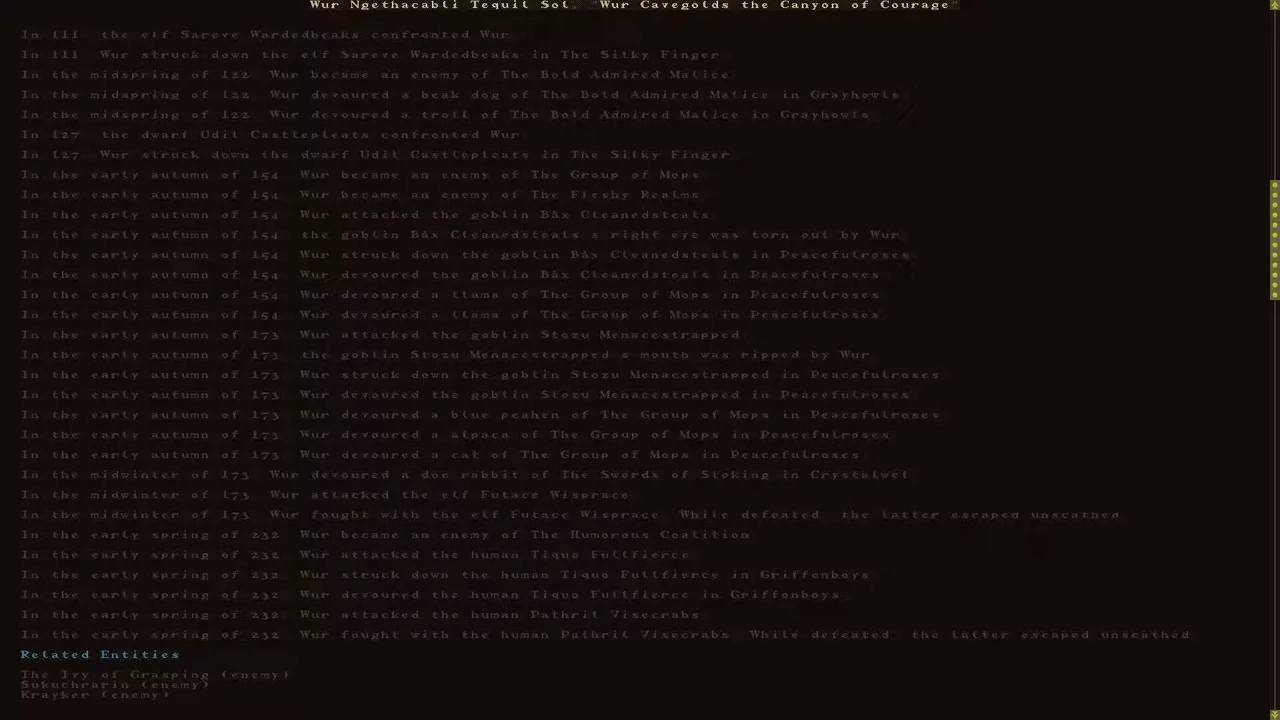 Wur Ngethacabli Tequil Sol, "Wur Cavegolds the Canyon of Courage"
In 111, the elf Sareve Wardedbeaks confronted Wur.
In 111, Wur struck down the elf Sareve Wardedbeaks in The Silky Finger.
In the midspring of 122, Wur became an enemy of The Bold Admired Malice.
In the midspring of 122, Wur devoured a beak dog of The Bold Admired Malice in Grayhowls.
In the midspring of 122, Wur devoured a troll of The Bold Admired Malice in Grayhowls.
In 127, the dwarf Udit Castlepleats confronted Wur.
In 127, Wur struck down the dwarf Udit Castlepleats in The Silky Finger.
In the early autumn of 154, Wur became an enemy of The Group of Mops.
In the early autumn of 154, Wur became an enemy of The Fleshy Realms.
In the early autumn of 154, Wur attacked the goblin Bâx Cleanedsteals.
In the early autumn of 154, the goblin Bâx Cleanedsteals's right eye was torn out by Wur.
In the early autumn of 154, Wur struck down the goblin Bâx Cleanedsteals in Peacefulroses.
In the early autumn of 154, Wur devoured the goblin Bâx Cleanedsteals in Peacefulroses.
In the early autumn of 154, Wur devoured a llama of The Group of Mops in Peacefulroses.
In the early autumn of 154, Wur devoured a llama of The Group of Mops in Peacefulroses.
In the early autumn of 173, Wur attacked the goblin Stozu Menacestrapped.
In the early autumn of 173, the goblin Stozu Menacestrapped's mouth was ripped by Wur.
In the early autumn of 173, Wur struck down the goblin Stozu Menacestrapped in Peacefulroses.
In the early autumn of 173, Wur devoured the goblin Stozu Menacestrapped in Peacefulroses.
In the early autumn of 173, Wur devoured a blue peahen of The Group of Mops in Peacefulroses.
In the early autumn of 173, Wur devoured a alpaca of The Group of Mops in Peacefulroses.
In the early autumn of 173, Wur devoured a cat of The Group of Mops in Peacefulroses.
In the midwinter of 173, Wur devoured a doe rabbit of The Swords of Stoking in Crystalwet.
In the midwinter of 173, Wur attacked the elf Futace Wisprace.
In the midwinter of 173, Wur fought with the elf Futace Wisprace. While defeated, the latter escaped unscathed.
In the early spring of 232, Wur became an enemy of The Humorous Coalition.
In the early spring of 232, Wur attacked the human Tiquo Fullfierce.
In the early spring of 232, Wur struck down the human Tiquo Fullfierce in Griffonboys.
In the early spring of 232, Wur devoured the human Tiquo Fullfierce in Griffonboys.
In the early spring of 232, Wur attacked the human Pathril Visecrabs.
In the early spring of 232, Wur fought with the human Pathril Visecrabs. While defeated, the latter escaped unscathed.
Related Entities
The Ivy of Grasping (enemy)
Sukuchrarin (enemy)
Krayker (enemy)